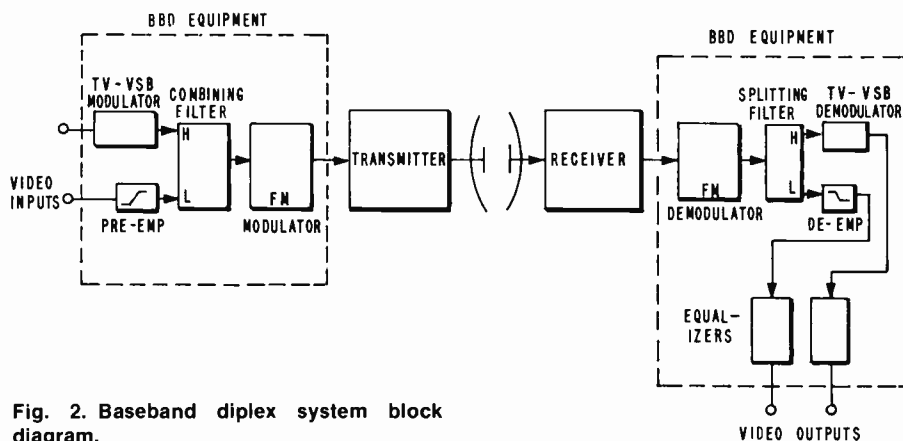 BBD EQUIPMENT
TV-VSB
MODULATOR
COMBINING
FILTER
H
L
VIDEO
INPUTS
PRE-EMP
FM
MODULATOR
TRANSMITTER
RECEIVER
BBD EQUIPMENT
FM
DEMODULATOR
SPLITTING
FILTER
H
L
TV-VSB
DEMODULATOR
DE-EMP
EQUAL-
IZERS
VIDEO OUTPUTS
Fig. 2. Baseband diplex system block
diagram.